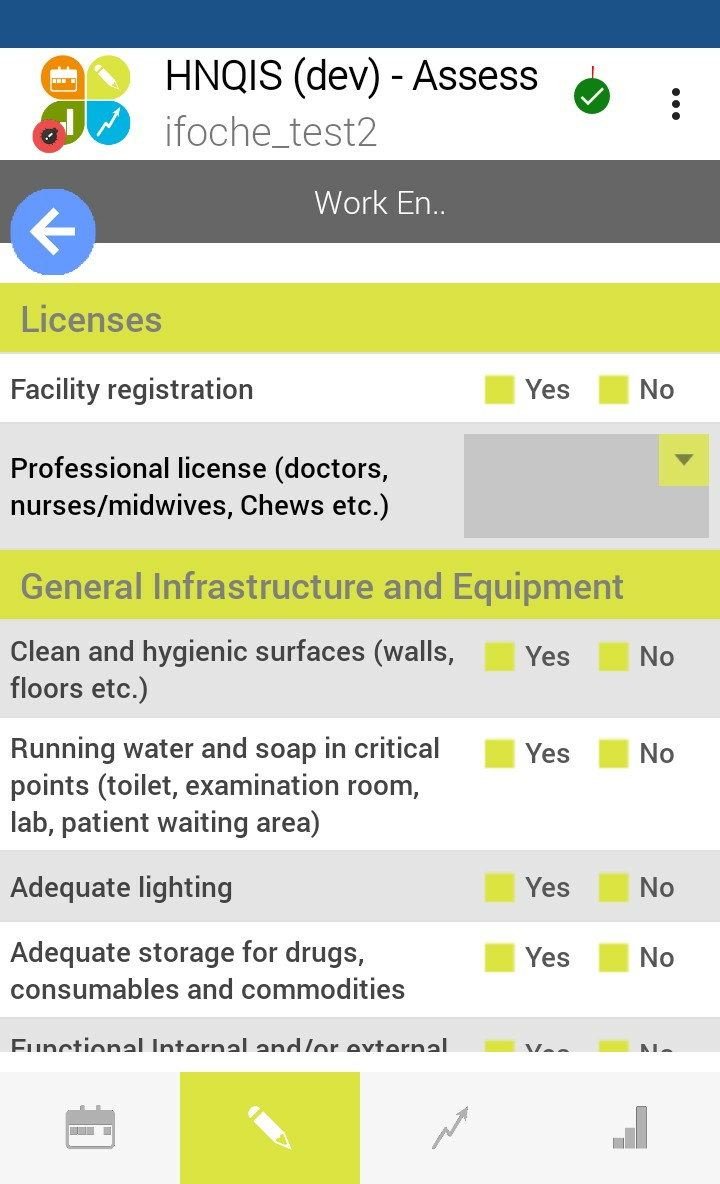 HNQIS (dev) - Assess
ifoche_test2
Work En..
Licenses
Facility registration Yes No
Professional license (doctors,
nurses/midwives, Chews etc.)
General Infrastructure and Equipment
Clean and hygienic surfaces (walls, Yes No
floors etc.)
Running water and soap in critical Yes No
points (toilet, examination room,
lab, patient waiting area)
Adequate lighting Yes No
Adequate storage for drugs, Yes No
consumables and commodities
Functional Internal and/or external Yes No